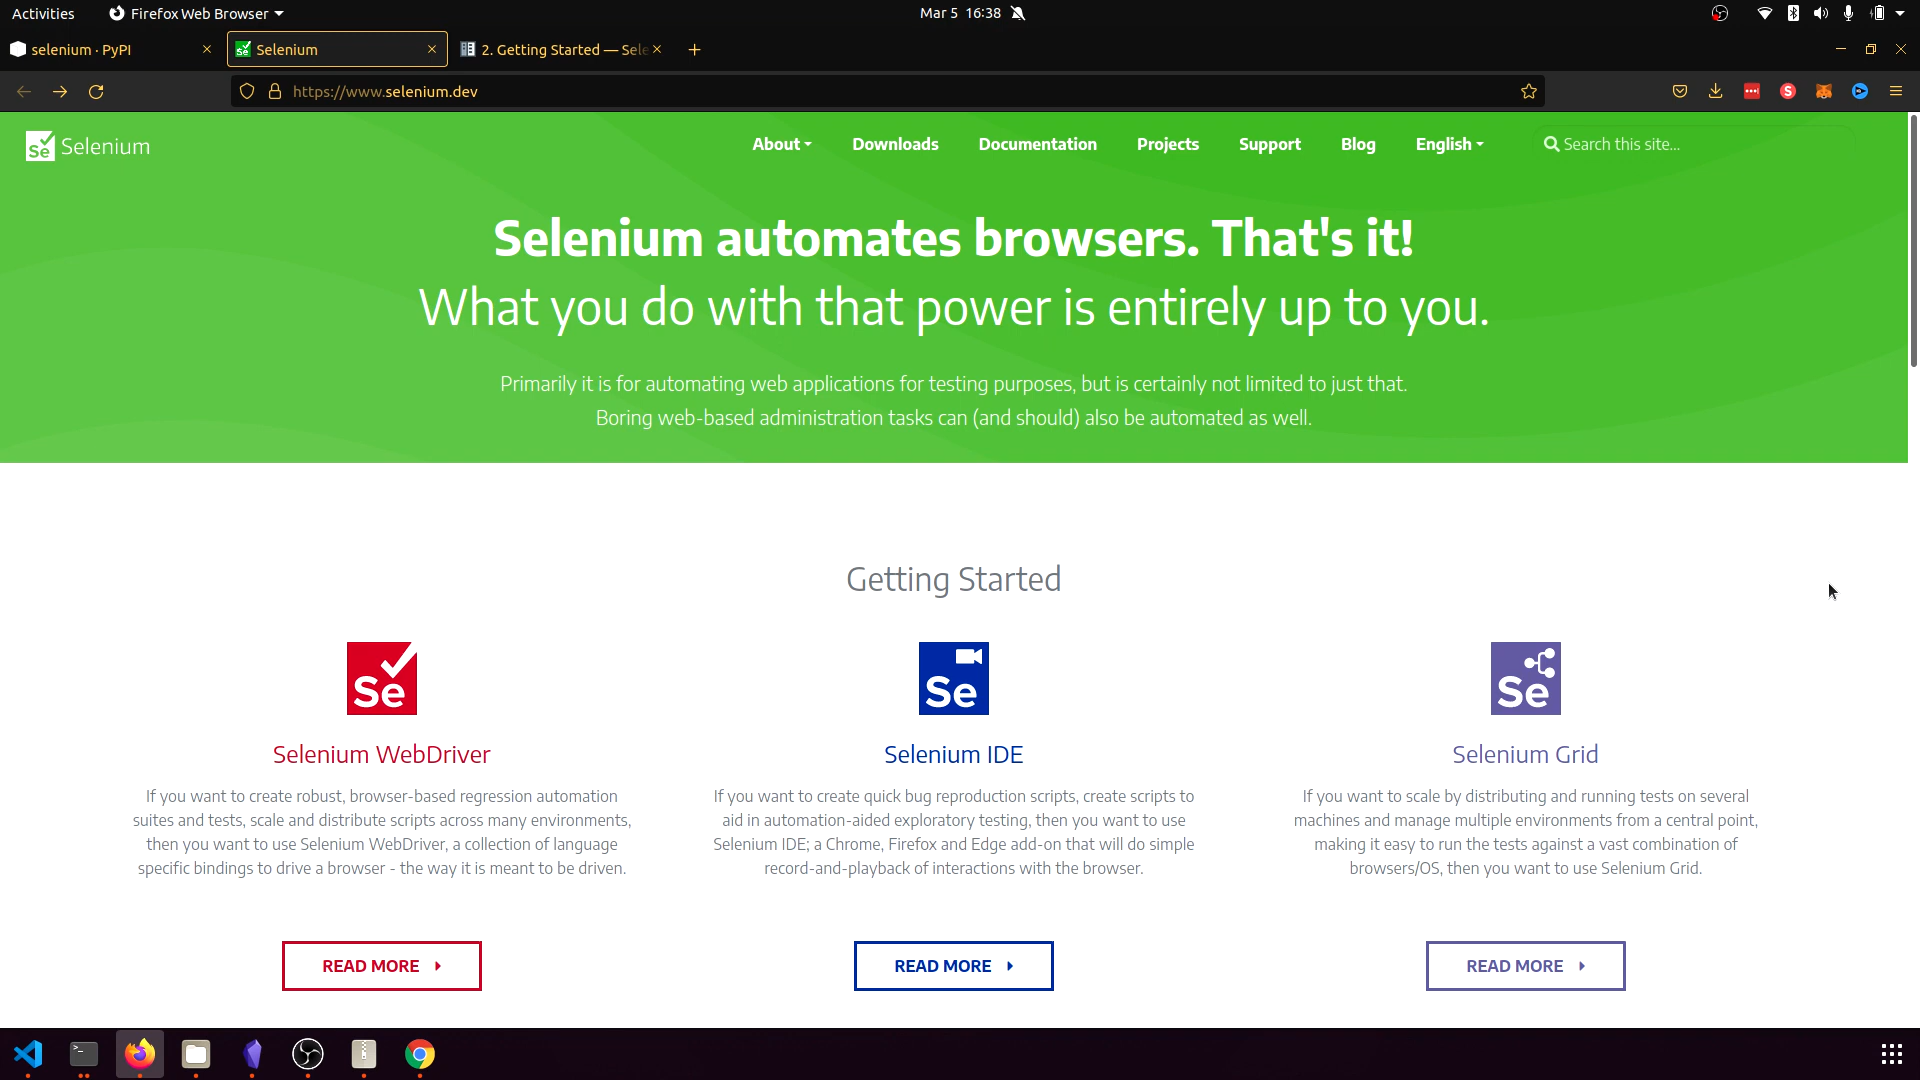 Activities
Firefox Web Browser
Mar 5 16:38
selenium · PyPI
Selenium
2. Getting Started — Sele
https://www.selenium.dev
Se Selenium
About
Downloads
Documentation
Projects
Support
Blog
English
Search this site...
Selenium automates browsers. That's it!
What you do with that power is entirely up to you.
Primarily it is for automating web applications for testing purposes, but is certainly not limited to just that.
Boring web-based administration tasks can (and should) also be automated as well.
Getting Started
Se
Selenium WebDriver
If you want to create robust, browser-based regression automation
suites and tests, scale and distribute scripts across many environments,
then you want to use Selenium WebDriver, a collection of language
specific bindings to drive a browser - the way it is meant to be driven.
READ MORE
Se
Selenium IDE
If you want to create quick bug reproduction scripts, create scripts to
aid in automation-aided exploratory testing, then you want to use
Selenium IDE; a Chrome, Firefox and Edge add-on that will do simple
record-and-playback of interactions with the browser.
READ MORE
Se
Selenium Grid
If you want to scale by distributing and running tests on several
machines and manage multiple environments from a central point,
making it easy to run the tests against a vast combination of
browsers/OS, then you want to use Selenium Grid.
READ MORE